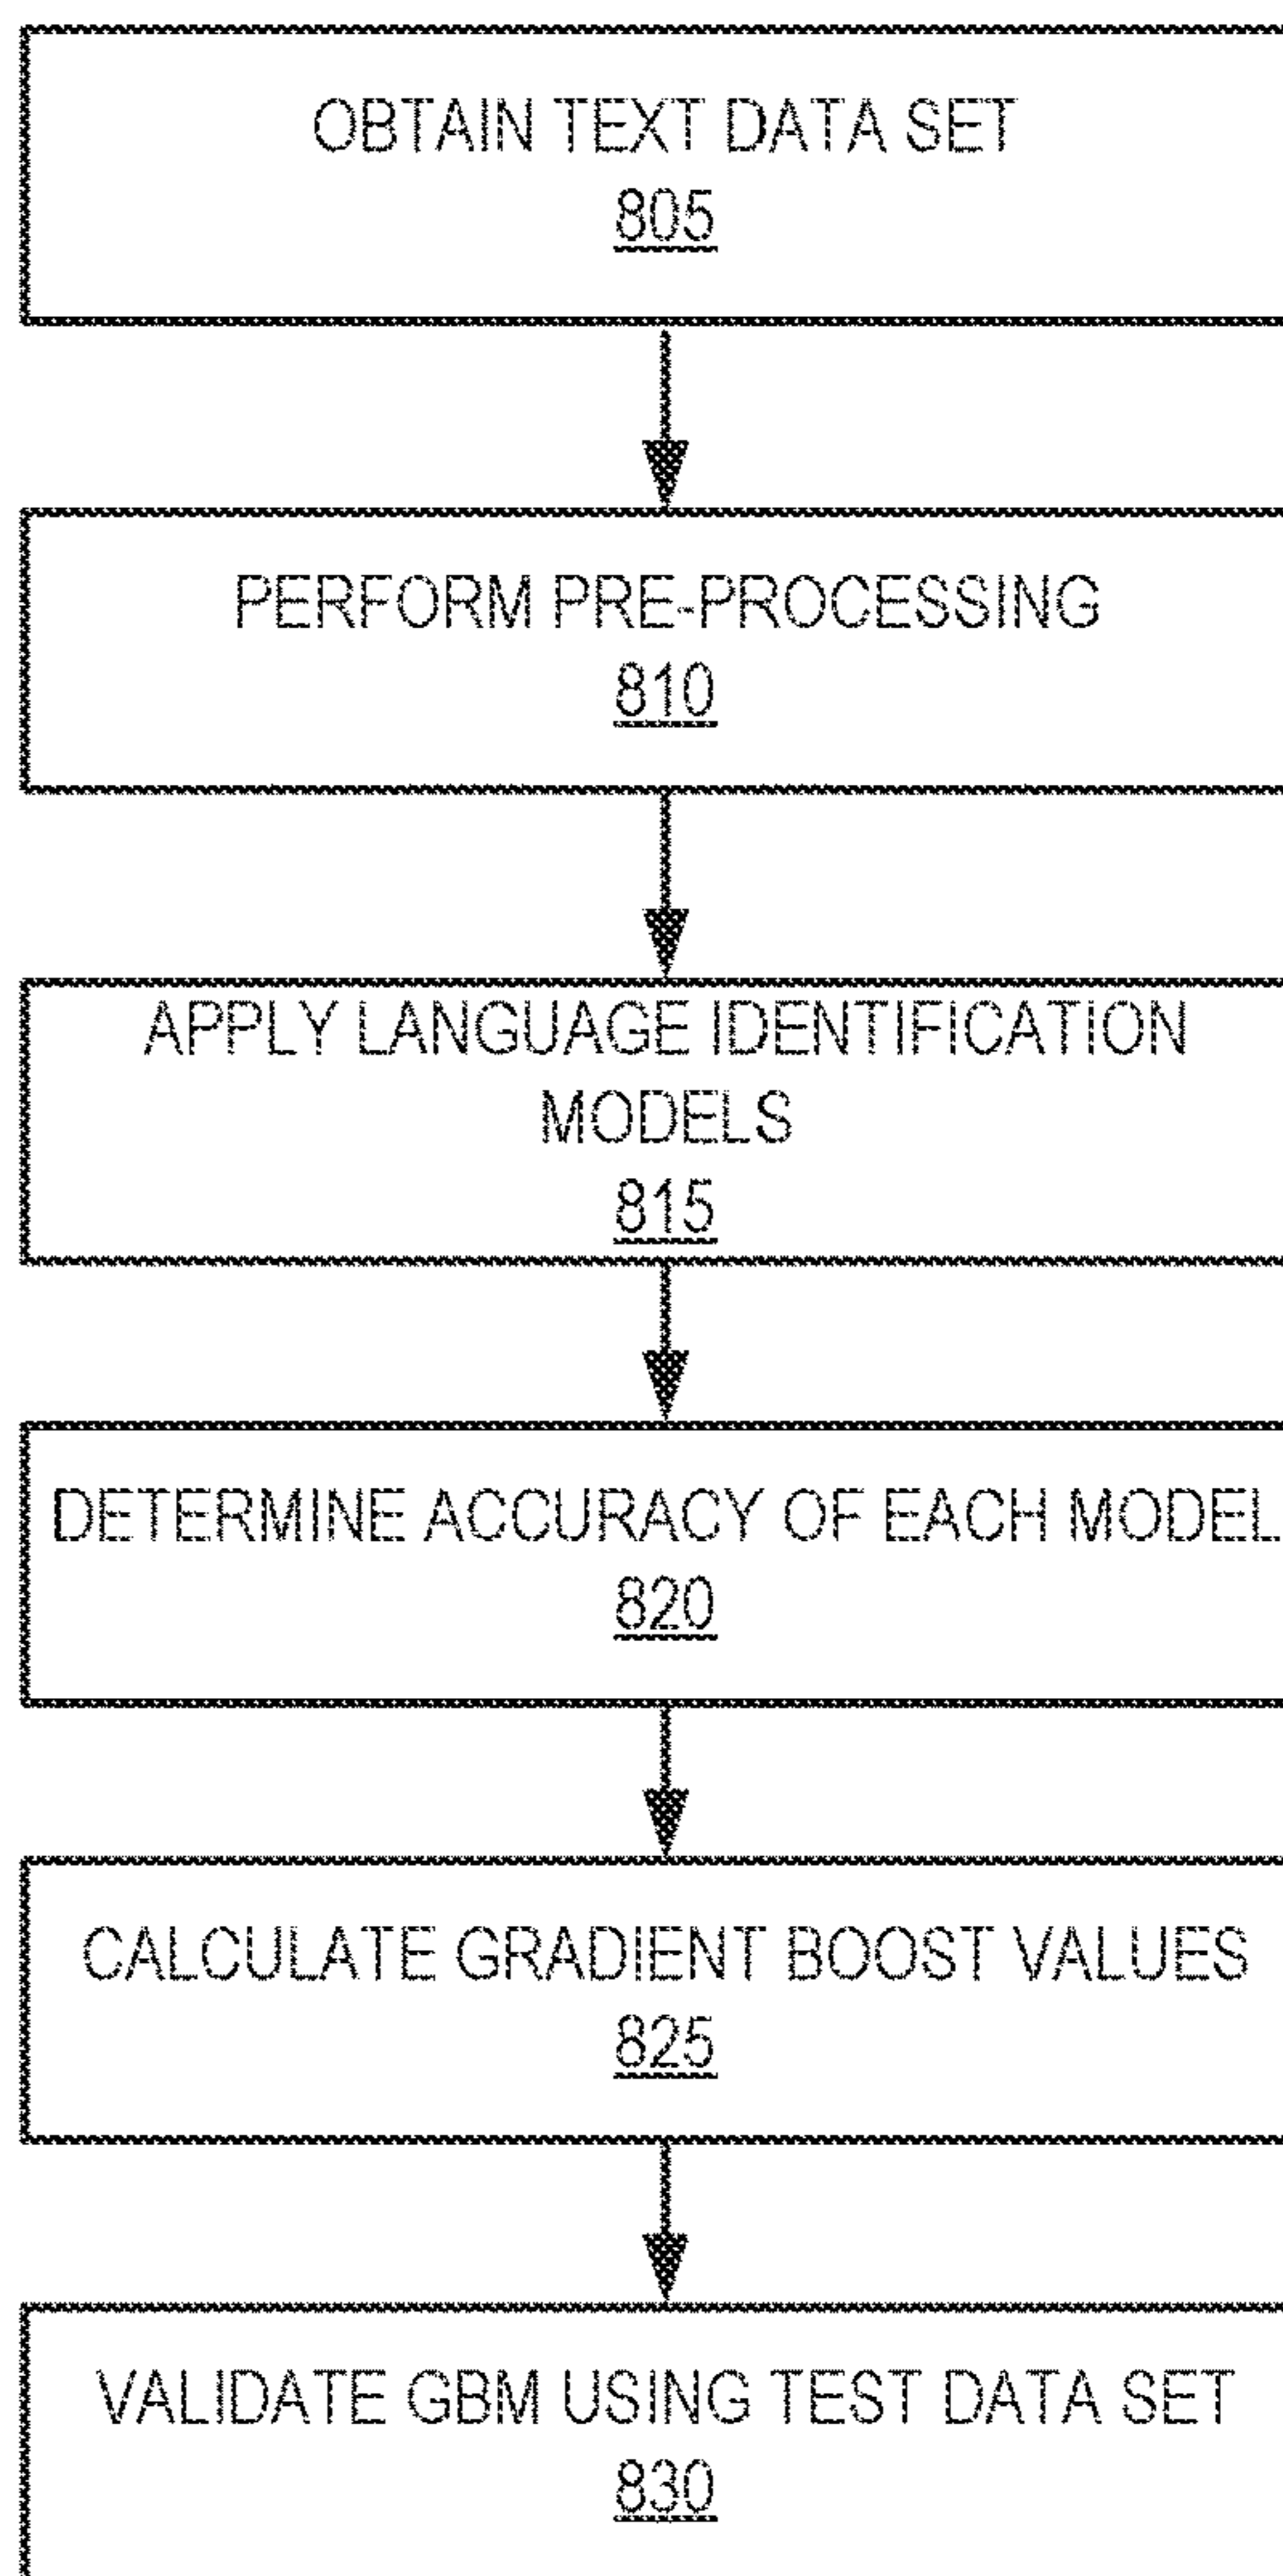 OBTAIN TEXT DATA SET
805
PERFORM PRE-PROCESSING
810
APPLY LANGUAGE IDENTIFICATION
MODELS
815
DETERMINE ACCURACY OF EACH MODEL
820
CALCULATE GRADIENT BOOST VALUES
825
VALIDATE GBM USING TEST DATA SET
830